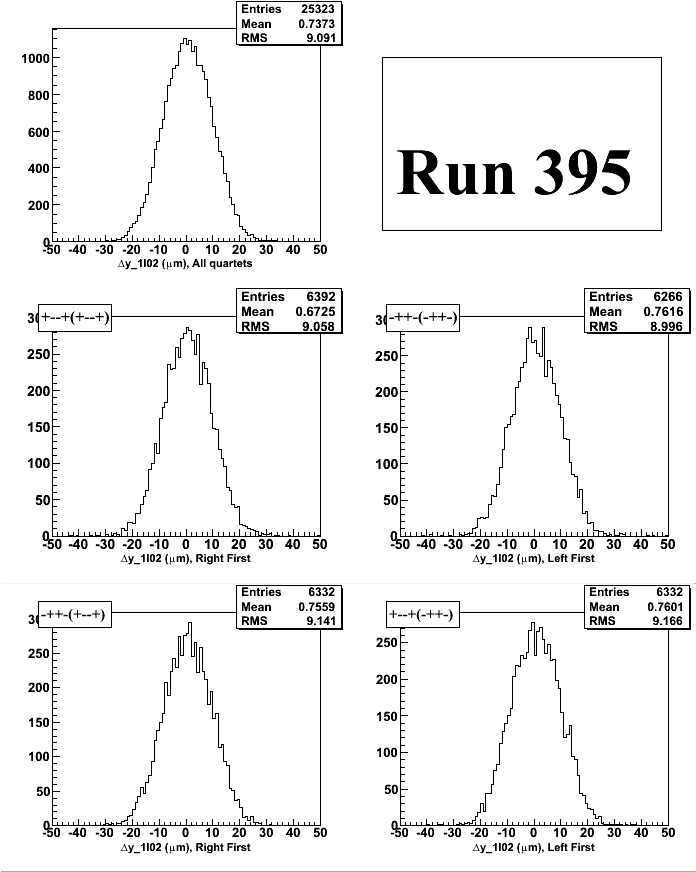 Entries 25323
Mean 0.7373
RMS 9.091
1000
800
600
400
200
0
-50 -40 -30 -20 -10 0 10 20 30 40 50
Δy_1I02 (μm), All quartets
Run 395
+--+(+--+)
Entries 6392
Mean 0.6725
RMS 9.058
250
200
150
100
50
0
-50 -40 -30 -20 -10 0 10 20 30 40 50
Δy_1I02 (μm), Right First
-++-(-++-)
Entries 6266
Mean 0.7616
RMS 8.996
250
200
150
100
50
0
-50 -40 -30 -20 -10 0 10 20 30 40 50
Δy_1I02 (μm), Left First
-++-(+--+)
Entries 6332
Mean 0.7559
RMS 9.141
250
200
150
100
50
0
-50 -40 -30 -20 -10 0 10 20 30 40 50
Δy_1I02 (μm), Right First
+--+(-++-)
Entries 6332
Mean 0.7601
RMS 9.166
250
200
150
100
50
0
-50 -40 -30 -20 -10 0 10 20 30 40 50
Δy_1I02 (μm), Left First